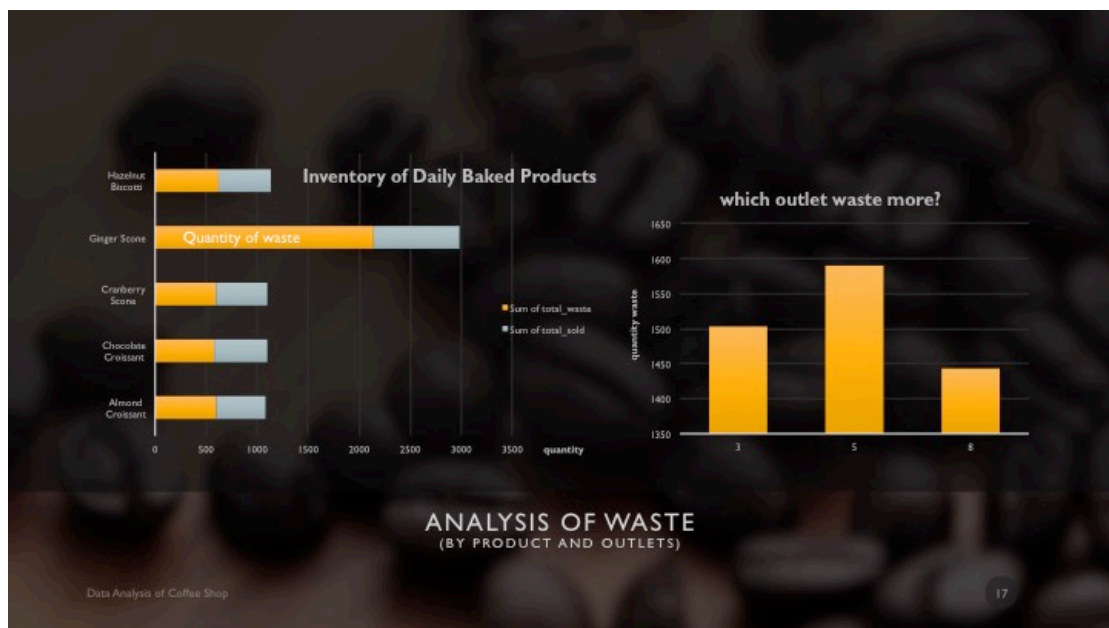 Inventory of Daily Baked Products
Hazelnut
Biscotti
Ginger Scone
Quantity of waste
Cranberry
Scone
Chocolate
Croissant
Almond
Croissant
0 500 1000 1500 2000 2500 3000 3500 quantity
Sum of total_waste
Sum of total_sold
which outlet waste more?
quantity waste
1650
1600
1550
1500
1450
1400
1350
3 5 8
ANALYSIS OF WASTE
(BY PRODUCT AND OUTLETS)
Data Analysis of Coffee Shop
17